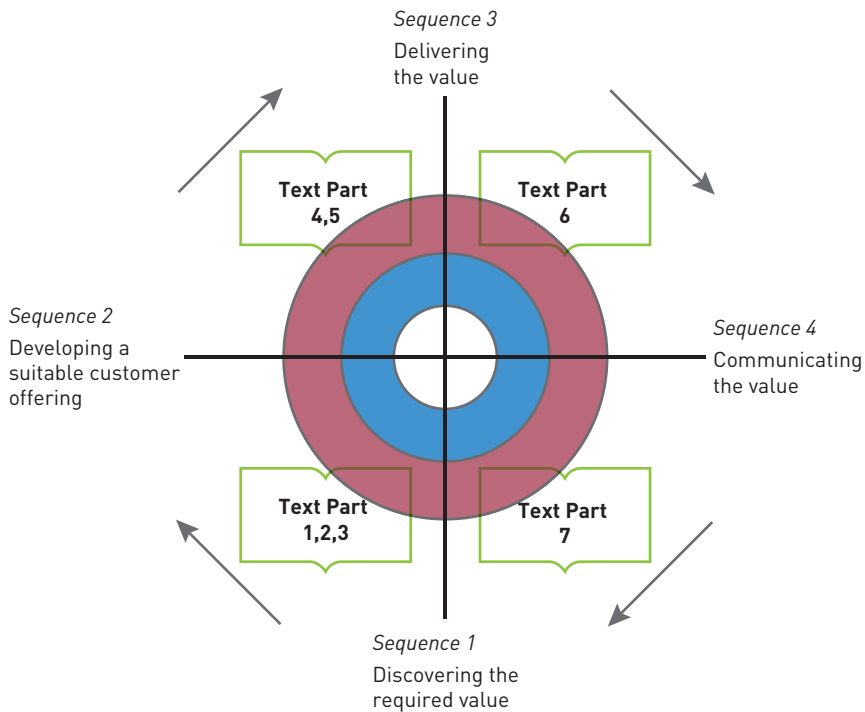 Sequence 3
Delivering
the value
Text Part
4,5
Text Part
6
Sequence 2
Developing a
suitable customer
offering
Sequence 4
Communicating
the value
Text Part
1,2,3
Text Part
7
Sequence 1
Discovering the
required value